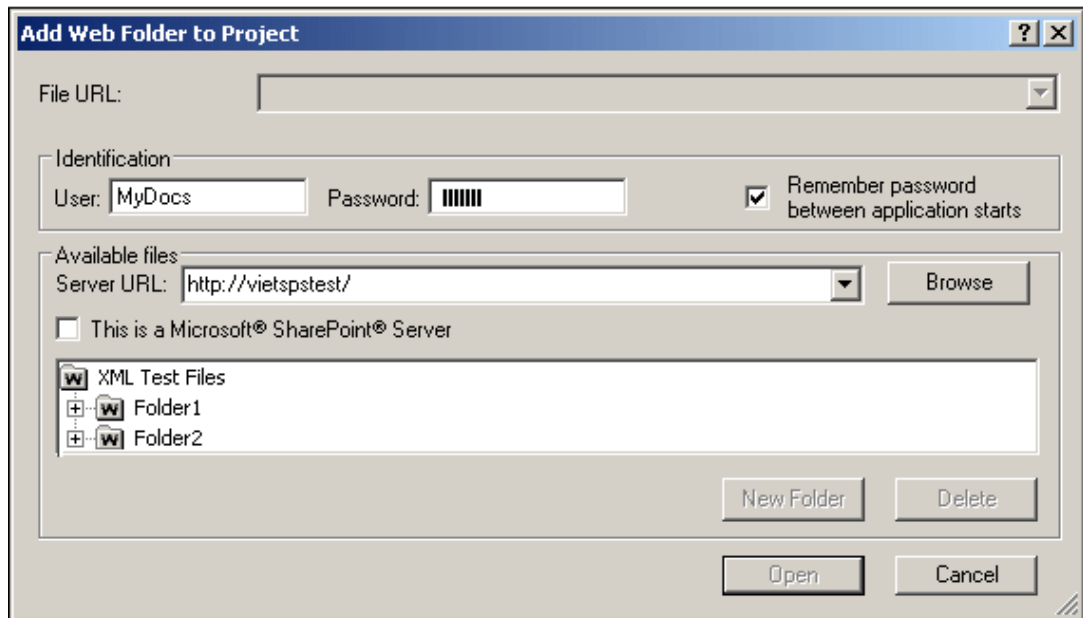 Add Web Folder to Project
File URL:
Identification
User: MyDocs Password: Remember password
between application starts
Available files
Server URL: http://vietspstest/ Browse
This is a Microsoft® SharePoint® Server
XML Test Files
Folder1
Folder2
New Folder Delete
Open Cancel